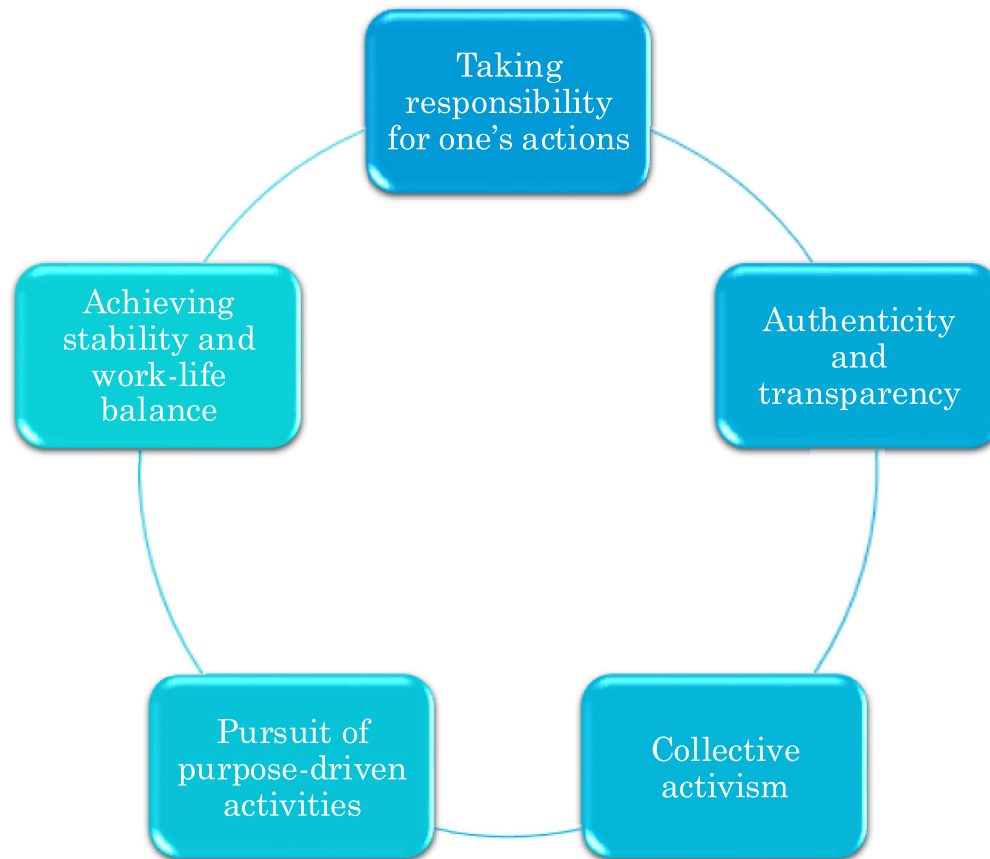 Taking
responsibility
for one’s actions
Authenticity
and
transparency
Collective
activism
Pursuit of
purpose-driven
activities
Achieving
stability and
work-life
balance